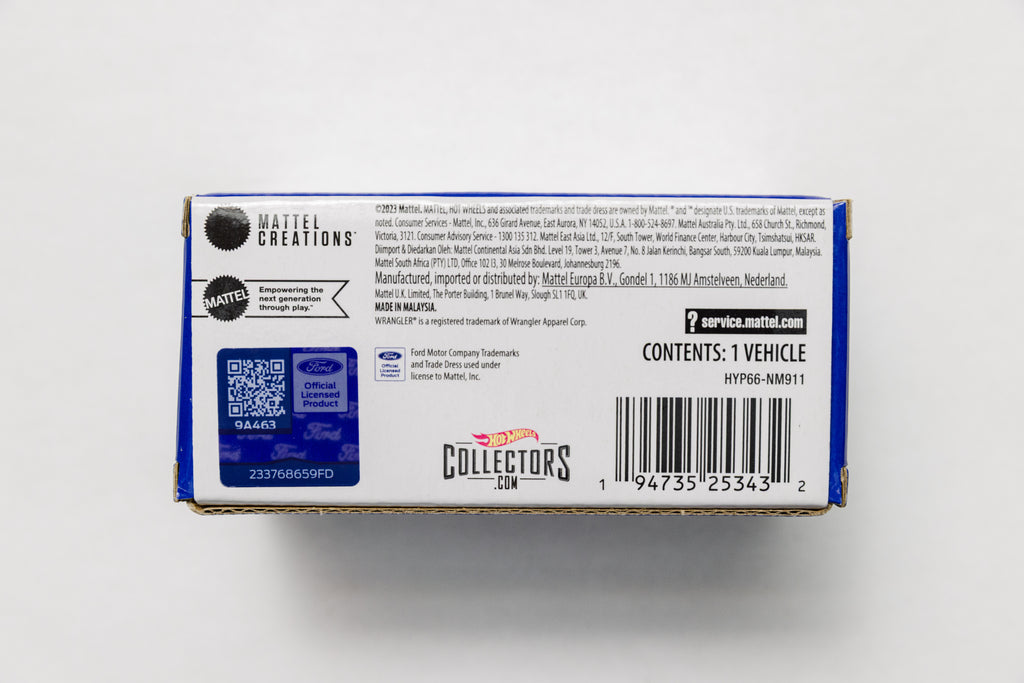 MATTEL
CREATIONS™
©2023 Mattel. MATTEL, HOT WHEELS and associated trademarks and trade dress are owned by Mattel. ® and ™ designate U.S. trademarks of Mattel, except as
noted. Consumer Services - Mattel, Inc., 636 Girard Avenue, East Aurora, NY 14052, U.S.A. 1-800-524-8697. Mattel Australia Pty. Ltd., 658 Church St., Richmond,
Victoria, 3121. Consumer Advisory Service - 1300 135 312. Mattel East Asia Ltd., 12/F, South Tower, World Finance Center, Harbour City, Tsimshatsui, HKSAR.
Diimport & Diedarkan Oleh: Mattel Continental Asia Sdn Bhd. Level 19, Tower 3, Avenue 7, No. 8 Jalan Kerinchi, Bangsar South, 59200 Kuala Lumpur, Malaysia.
Mattel South Africa (PTY) LTD, Office 102 I3, 30 Melrose Boulevard, Johannesburg 2196.
Manufactured, imported or distributed by: Mattel Europa B.V., Gondel 1, 1186 MJ Amstelveen, Nederland.
Mattel U.K. Limited, The Porter Building, 1 Brunel Way, Slough SL1 1FQ, UK.
MADE IN MALAYSIA.
WRANGLER® is a registered trademark of Wrangler Apparel Corp.
MATTEL
Empowering the
next generation
through play.™
? service.mattel.com
CONTENTS: 1 VEHICLE
HYP66-NM911
Ford
Official
Licensed
Product
Ford Motor Company Trademarks
and Trade Dress used under
license to Mattel, Inc.
Ford
Official
Licensed
Product
9A463
Ford
Ford
233768659FD
HOT WHEELS
COLLECTORS
.COM
1 94735 25343 2